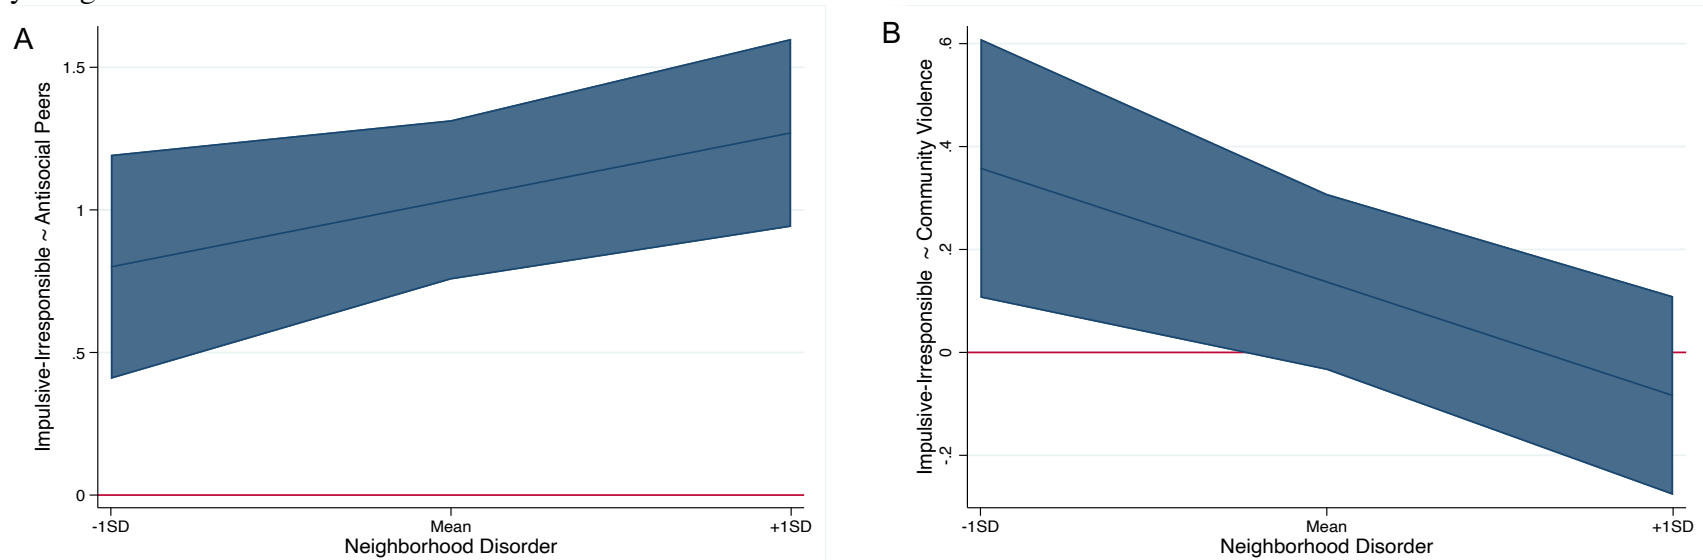 A
Impulsive-Irresponsible ~ Antisocial Peers
1.5
1
.5
0
-1SD
Mean
+1SD
Neighborhood Disorder
B
Impulsive-Irresponsible ~ Community Violence
.6
.4
.2
0
-.2
-1SD
Mean
+1SD
Neighborhood Disorder